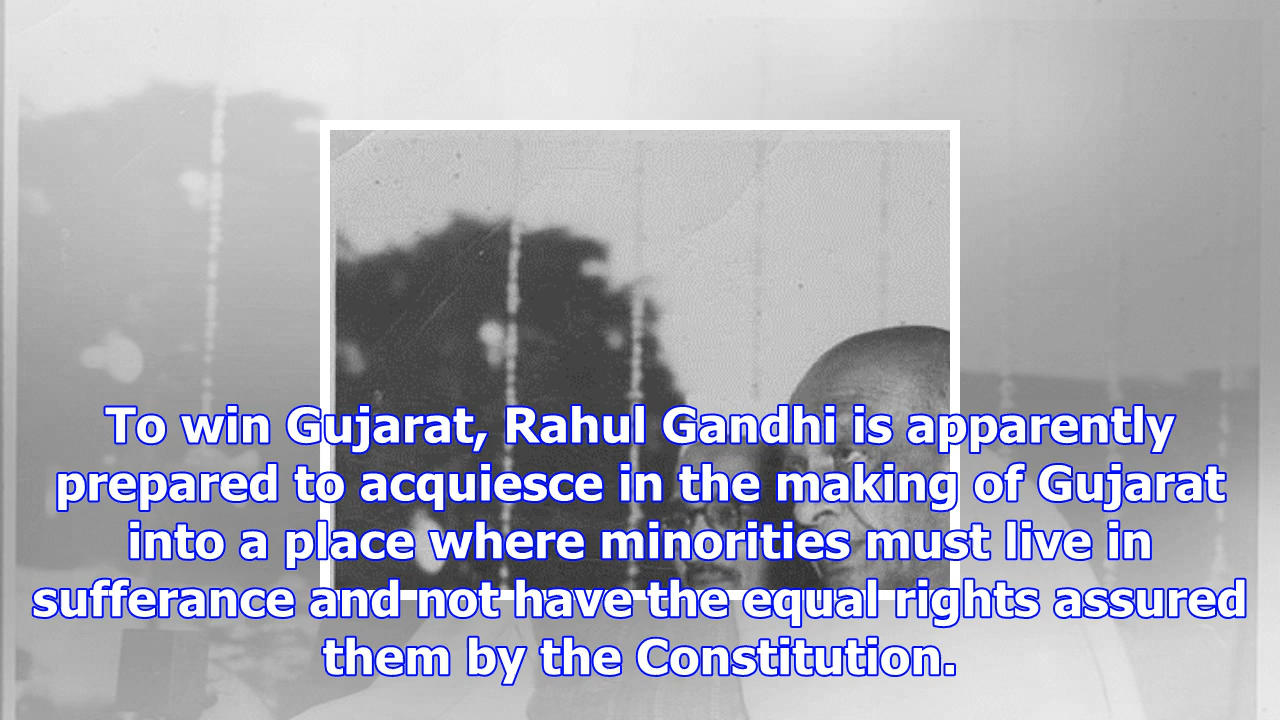 To win Gujarat, Rahul Gandhi is apparently
prepared to acquiesce in the making of Gujarat
into a place where minorities must live in
sufferance and not have the equal rights assured
them by the Constitution.